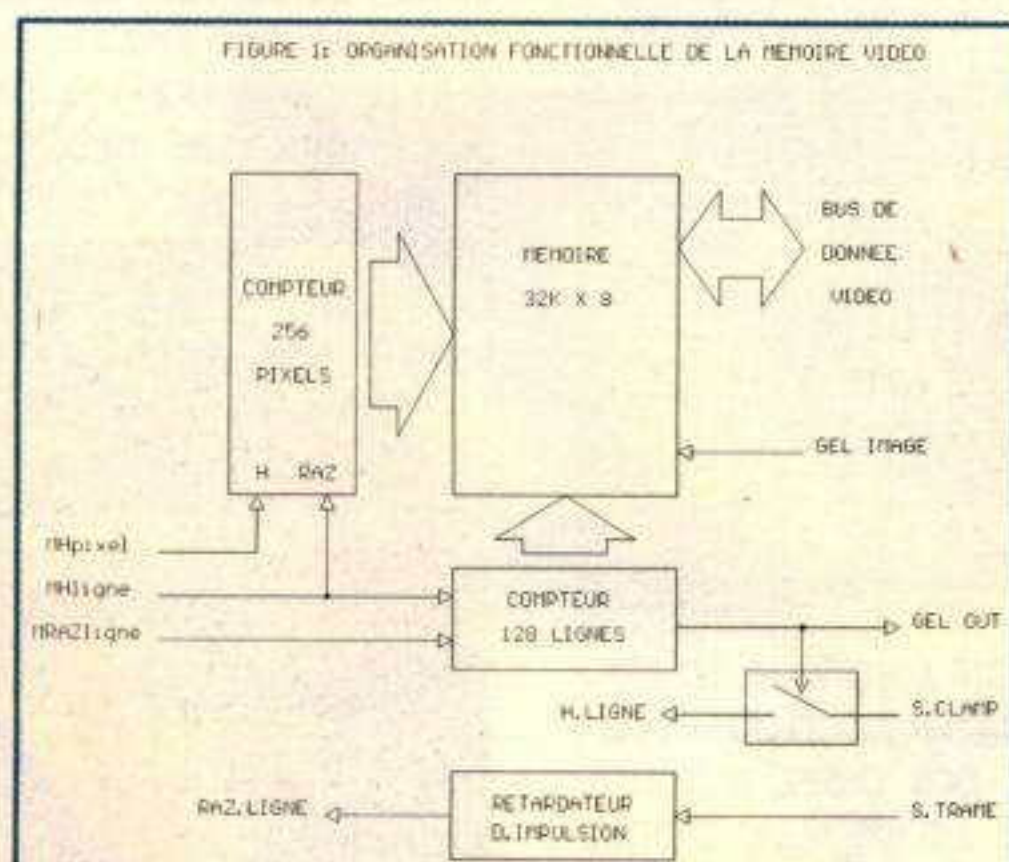 FIGURE 1: ORGANISATION FONCTIONNELLE DE LA MEMOIRE VIDEO
COMPTEUR
256
PIXELS
H RAZ
MEMOIRE
32K X 8
BUS DE
DONNEE
VIDEO
GEL IMAGE
MHpixel
MHligne
MRAZligne
COMPTEUR
128 LIGNES
GEL OUT
H.LIGNE
S.CLAMP
RAZ.LIGNE
RETARDATEUR
D.IMPULSION
S.TRAME